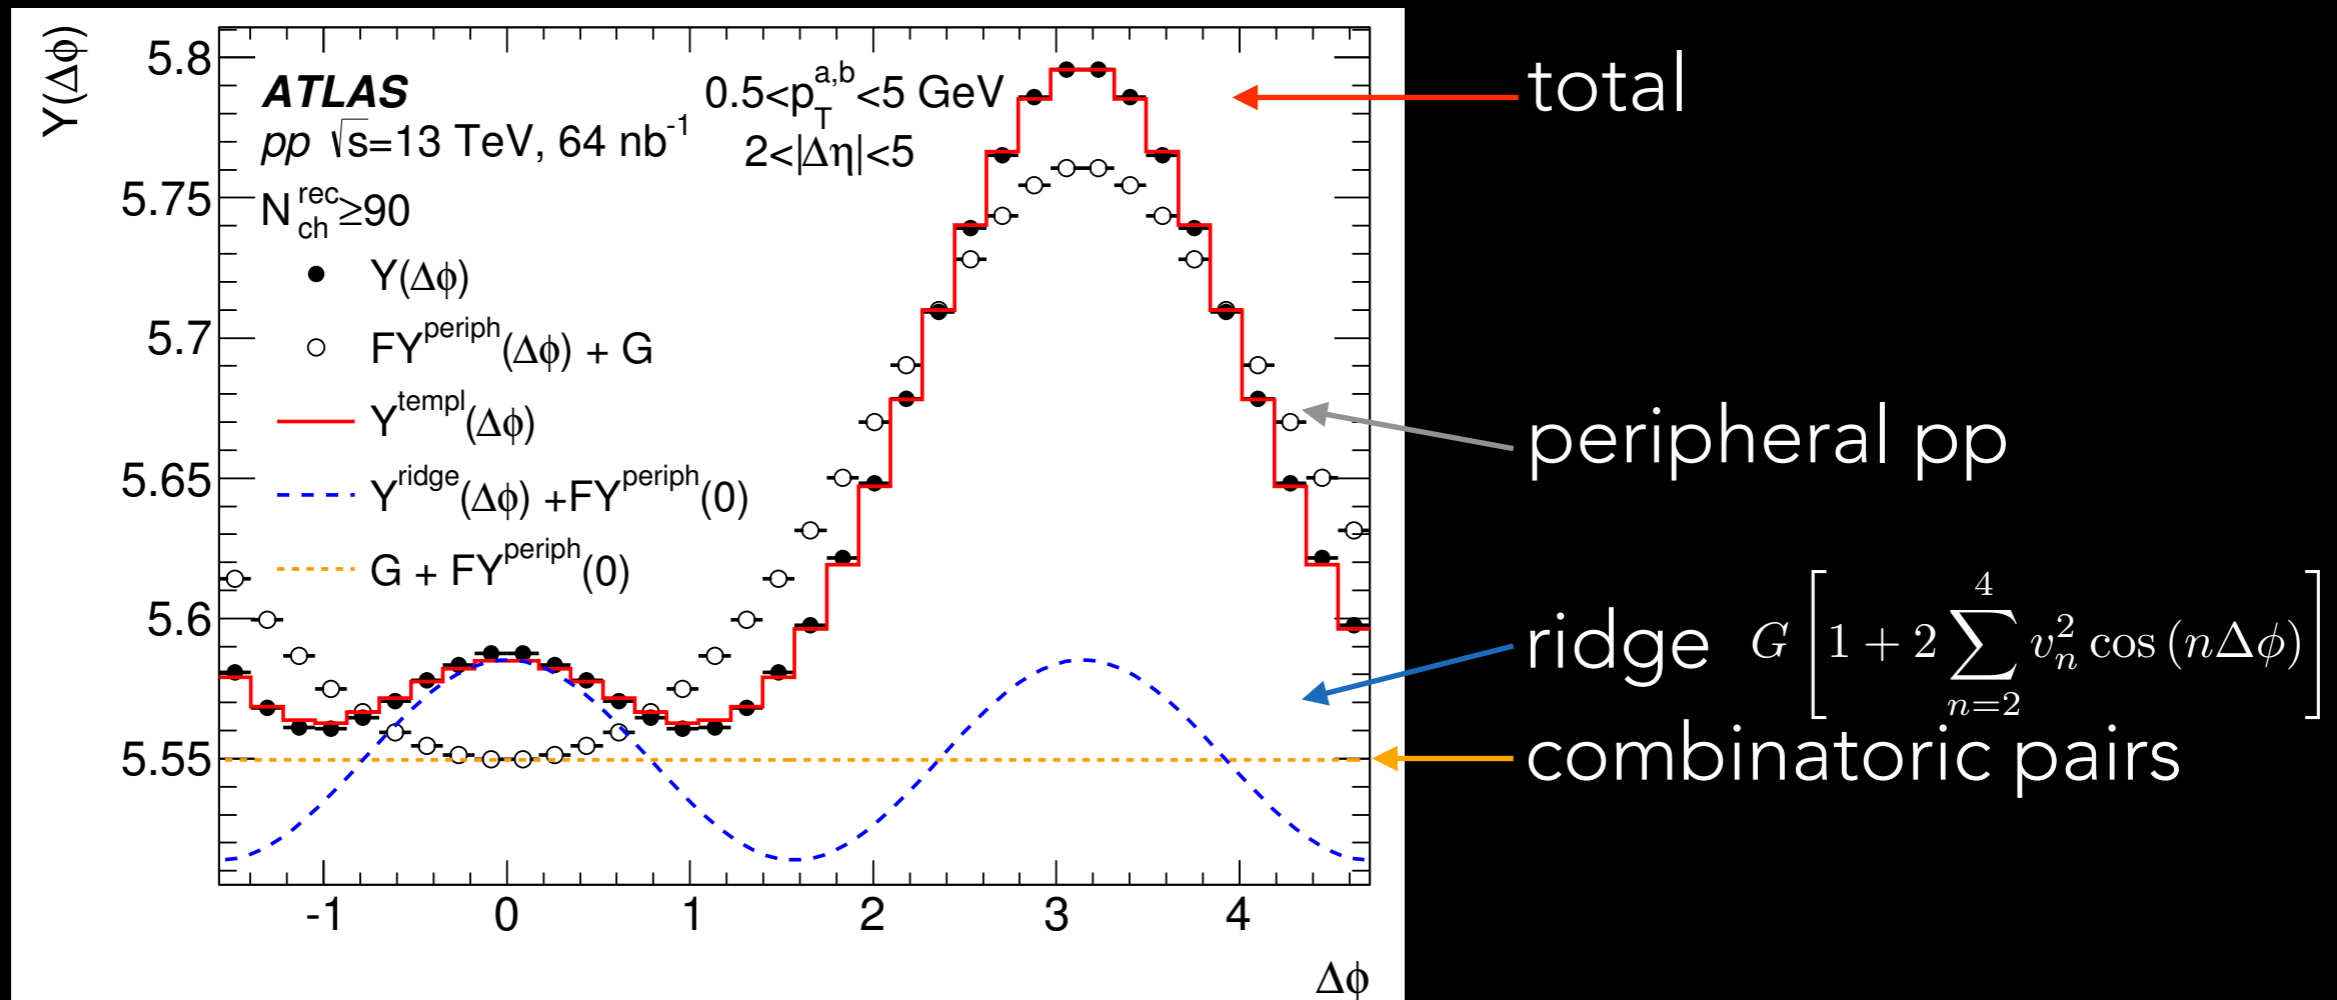 Y(Δϕ)
5.8
5.75
5.7
5.65
5.6
5.55
ATLAS
pp √s=13 TeV, 64 nb⁻¹
0.5<p_T^{a,b}<5 GeV
2<|Δη|<5
N_ch^rec≥90
Y(Δϕ)
FY^periph(Δϕ) + G
Y^templ(Δϕ)
Y^ridge(Δϕ) +FY^periph(0)
G + FY^periph(0)
-1 0 1 2 3 4
Δϕ
total
peripheral pp
ridge G [1 + 2 ∑_{n=2}^{4} v_n^2 cos (nΔϕ)]
combinatoric pairs